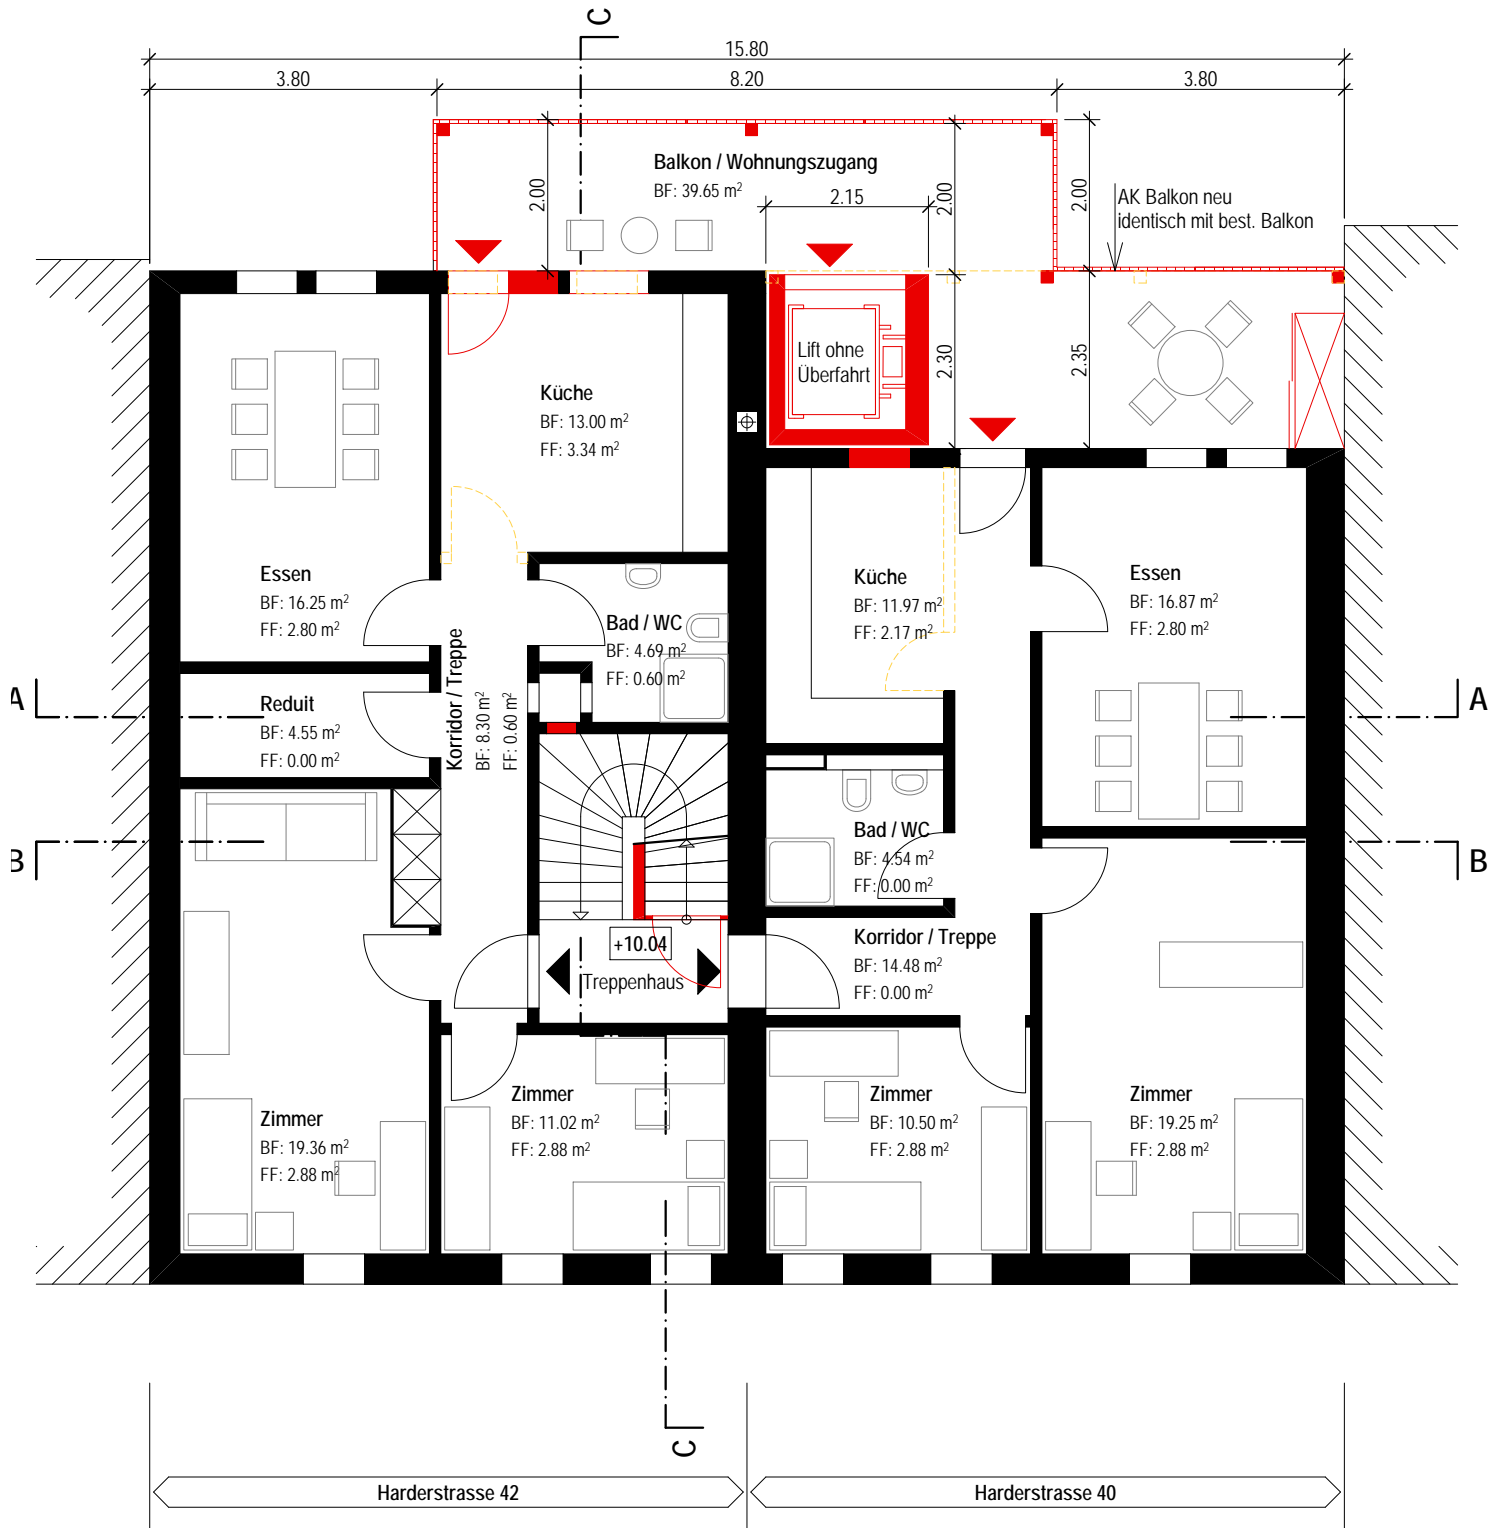 C
15.80
3.80
8.20
3.80
Balkon / Wohnungszugang
BF: 39.65 m²
2.00
2.15
2.00
2.00
AK Balkon neu
identisch mit best. Balkon
Lift ohne
Überfahrt
2.30
2.35
Küche
BF: 13.00 m²
FF: 3.34 m²
Essen
BF: 16.25 m²
FF: 2.80 m²
Bad / WC
BF: 4.69 m²
FF: 0.60 m²
Küche
BF: 11.97 m²
FF: 2.17 m²
Essen
BF: 16.87 m²
FF: 2.80 m²
A
Reduit
BF: 4.55 m²
FF: 0.00 m²
Korridor / Treppe
BF: 8.30 m²
FF: 0.60 m²
A
B
Bad / WC
BF: 4.54 m²
FF: 0.00 m²
B
+10.04
Treppenhaus
Korridor / Treppe
BF: 14.48 m²
FF: 0.00 m²
Zimmer
BF: 19.36 m²
FF: 2.88 m²
Zimmer
BF: 11.02 m²
FF: 2.88 m²
Zimmer
BF: 10.50 m²
FF: 2.88 m²
Zimmer
BF: 19.25 m²
FF: 2.88 m²
C
Harderstrasse 42
Harderstrasse 40